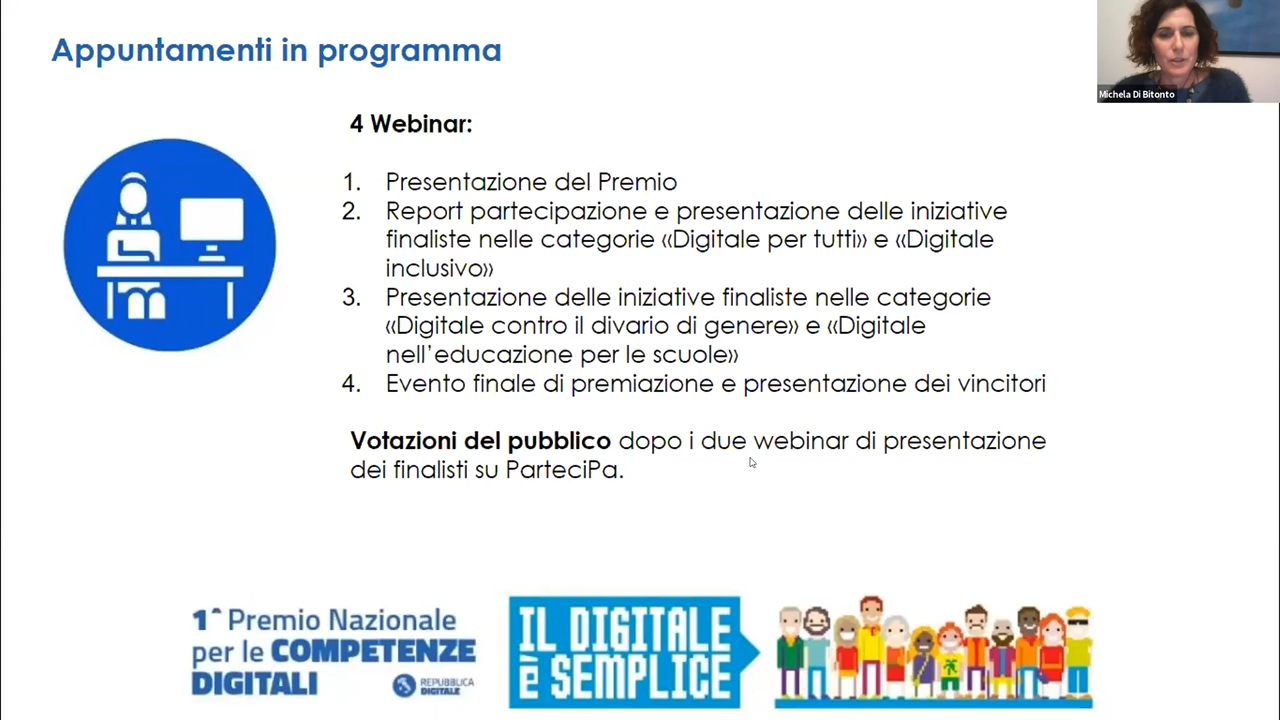 Appuntamenti in programma
Michela Di Bitonto
4 Webinar:
1. Presentazione del Premio
2. Report partecipazione e presentazione delle iniziative
finaliste nelle categorie «Digitale per tutti» e «Digitale
inclusivo»
3. Presentazione delle iniziative finaliste nelle categorie
«Digitale contro il divario di genere» e «Digitale
nell’educazione per le scuole»
4. Evento finale di premiazione e presentazione dei vincitori
Votazioni del pubblico dopo i due webinar di presentazione
dei finalisti su ParteciPa.
1^ Premio Nazionale
per le COMPETENZE
DIGITALI
REPUBBLICA
DIGITALE
IL DIGITALE
È SEMPLICE